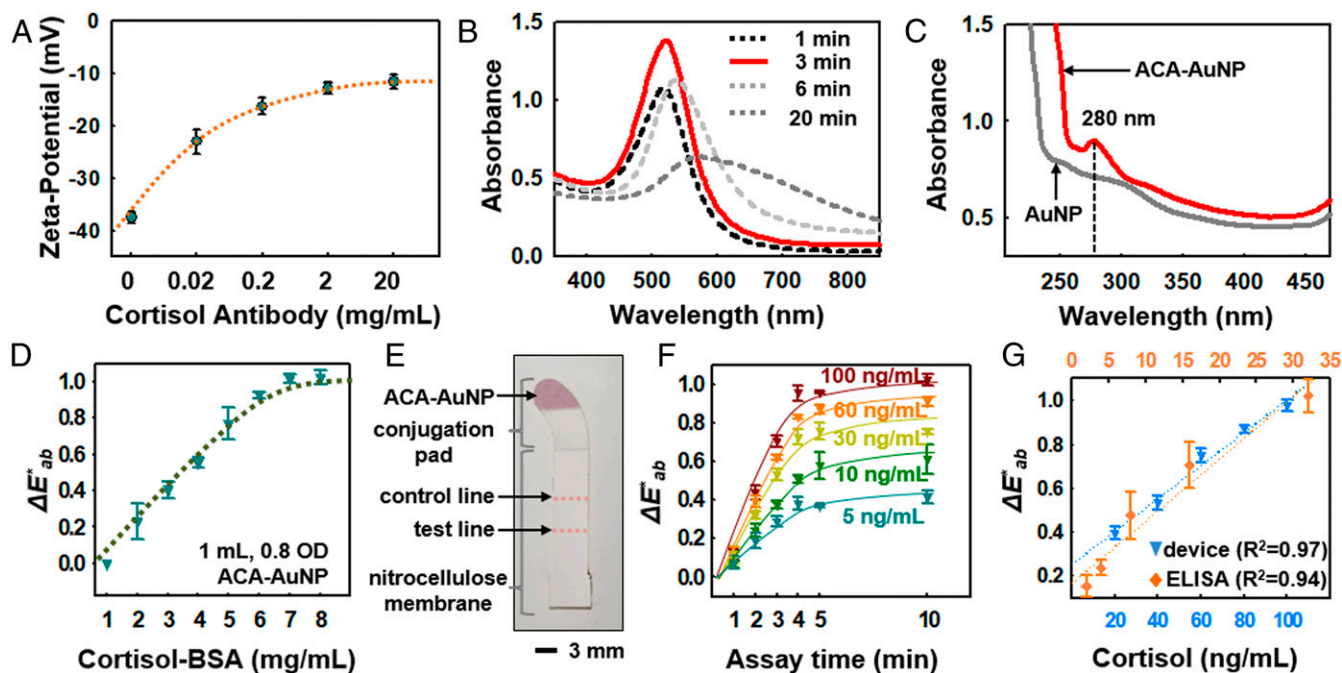 A
Zeta-Potential (mV)
0
-10
-20
-30
-40
0 0.02 0.2 2 20
Cortisol Antibody (mg/mL)
B
Absorbance
1.5
1.0
0.5
0.0
1 min
3 min
6 min
20 min
400 500 600 700 800
Wavelength (nm)
C
Absorbance
1.5
1.0
0.5
ACA-AuNP
280 nm
AuNP
250 300 350 400 450
Wavelength (nm)
D
ΔE*ab
1.0
0.8
0.6
0.4
0.2
0.0
1 mL, 0.8 OD
ACA-AuNP
1 2 3 4 5 6 7 8
Cortisol-BSA (mg/mL)
E
ACA-AuNP
conjugation
pad
control line
test line
nitrocellulose
membrane
3 mm
F
ΔE*ab
1.0
0.8
0.6
0.4
0.2
0.0
100 ng/mL
60 ng/mL
30 ng/mL
10 ng/mL
5 ng/mL
1 2 3 4 5 10
Assay time (min)
G
0 5 10 15 20 25 30 35
ΔE*ab
1.0
0.8
0.6
0.4
0.2
device (R²=0.97)
ELISA (R²=0.94)
20 40 60 80 100
Cortisol (ng/mL)